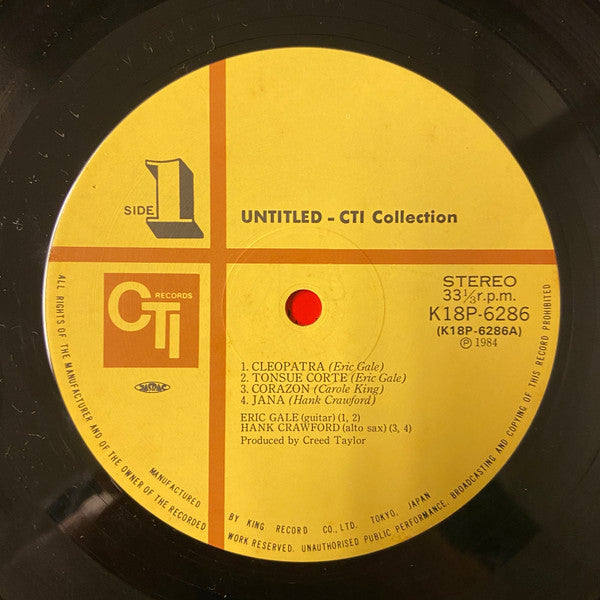 SIDE 1
UNTITLED - CTI Collection
CTI RECORDS
STEREO
33 1/3 r.p.m.
K18P-6286
(K18P-6286A)
Ⓟ 1984
1. CLEOPATRA (Eric Gale)
2. TONSUE CORTE (Eric Gale)
3. CORAZON (Carole King)
4. JANA (Hank Crawford)
ERIC GALE (guitar) (1, 2)
HANK CRAWFORD (alto sax) (3, 4)
Produced by Creed Taylor
ALL RIGHTS OF THE MANUFACTURER AND OF THE OWNER OF THE RECORDED WORK RESERVED. UNAUTHORISED PUBLIC PERFORMANCE, BROADCASTING AND COPYING OF THIS RECORD PROHIBITED
MANUFACTURED BY KING RECORD CO., LTD. TOKYO, JAPAN